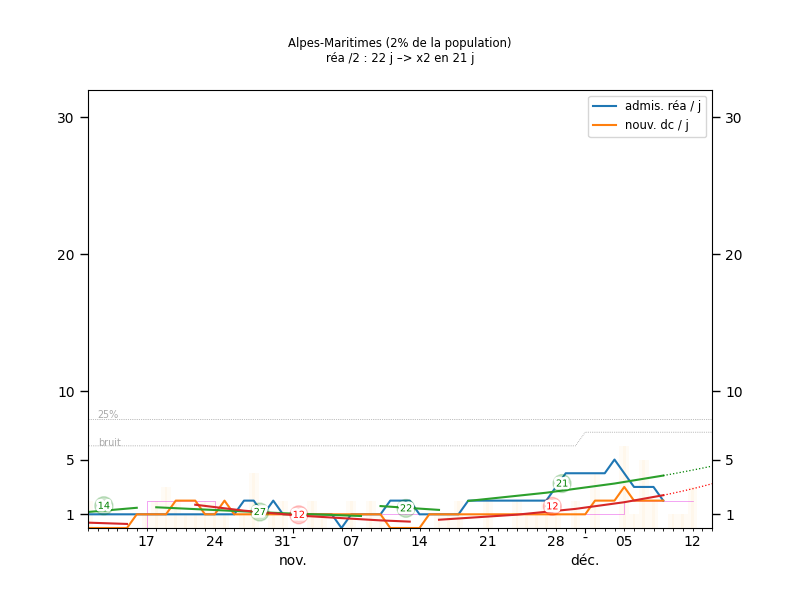 Alpes-Maritimes (2% de la population)
réa /2 : 22 j –> x2 en 21 j
admis. réa / j
nouv. dc / j
30 30
20 20
10 10
25%
bruit
5 5
21
14 22 12
27 12
1 1
17 24 31 07 14 21 28 05 12
nov. déc.